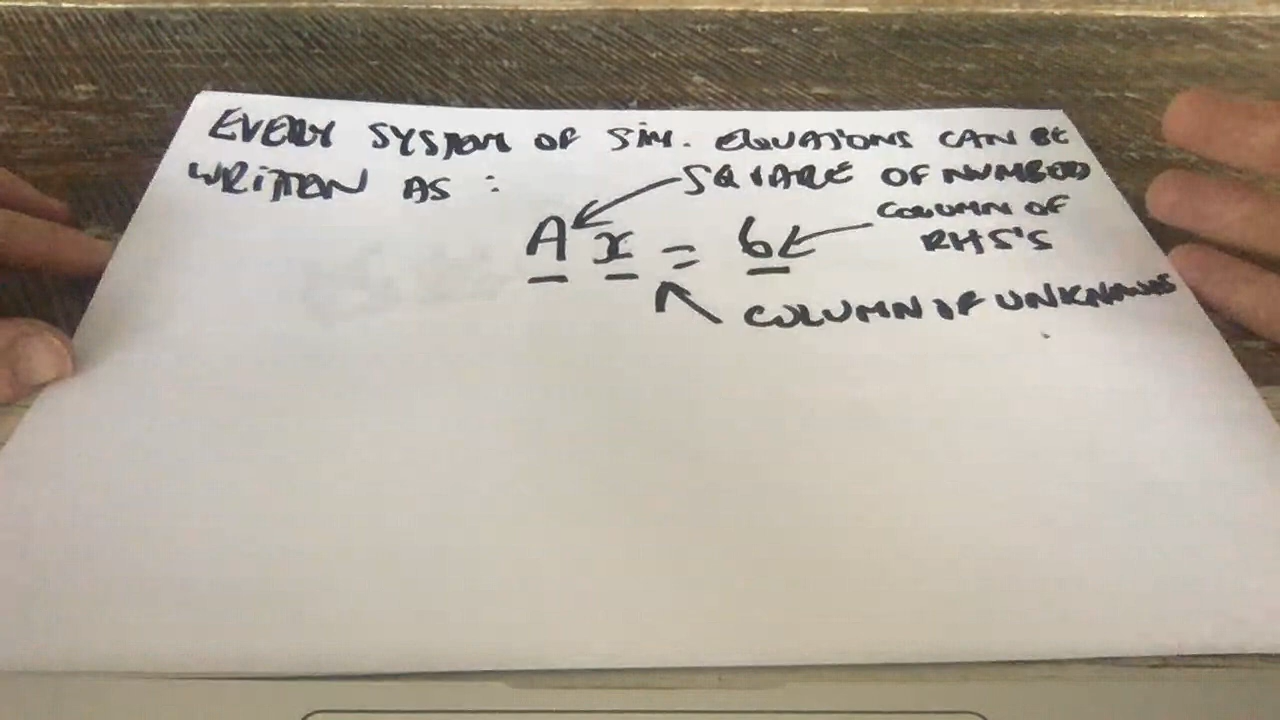 EVERY SYSTEM OF SIM. EQUATIONS CAN BE
WRITTEN AS :
SQUARE OF NUMBERS
A x = b
COLUMN OF
RHS'S
COLUMN OF UNKNOWNS